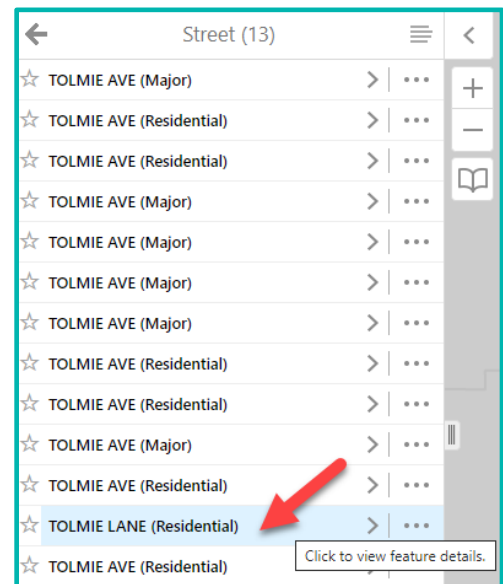 Street (13)
TOLMIE AVE (Major)
TOLMIE AVE (Residential)
TOLMIE AVE (Residential)
TOLMIE AVE (Major)
TOLMIE AVE (Major)
TOLMIE AVE (Major)
TOLMIE AVE (Major)
TOLMIE AVE (Residential)
TOLMIE AVE (Residential)
TOLMIE AVE (Major)
TOLMIE AVE (Residential)
TOLMIE LANE (Residential)
Click to view feature details.
TOLMIE AVE (Residential)